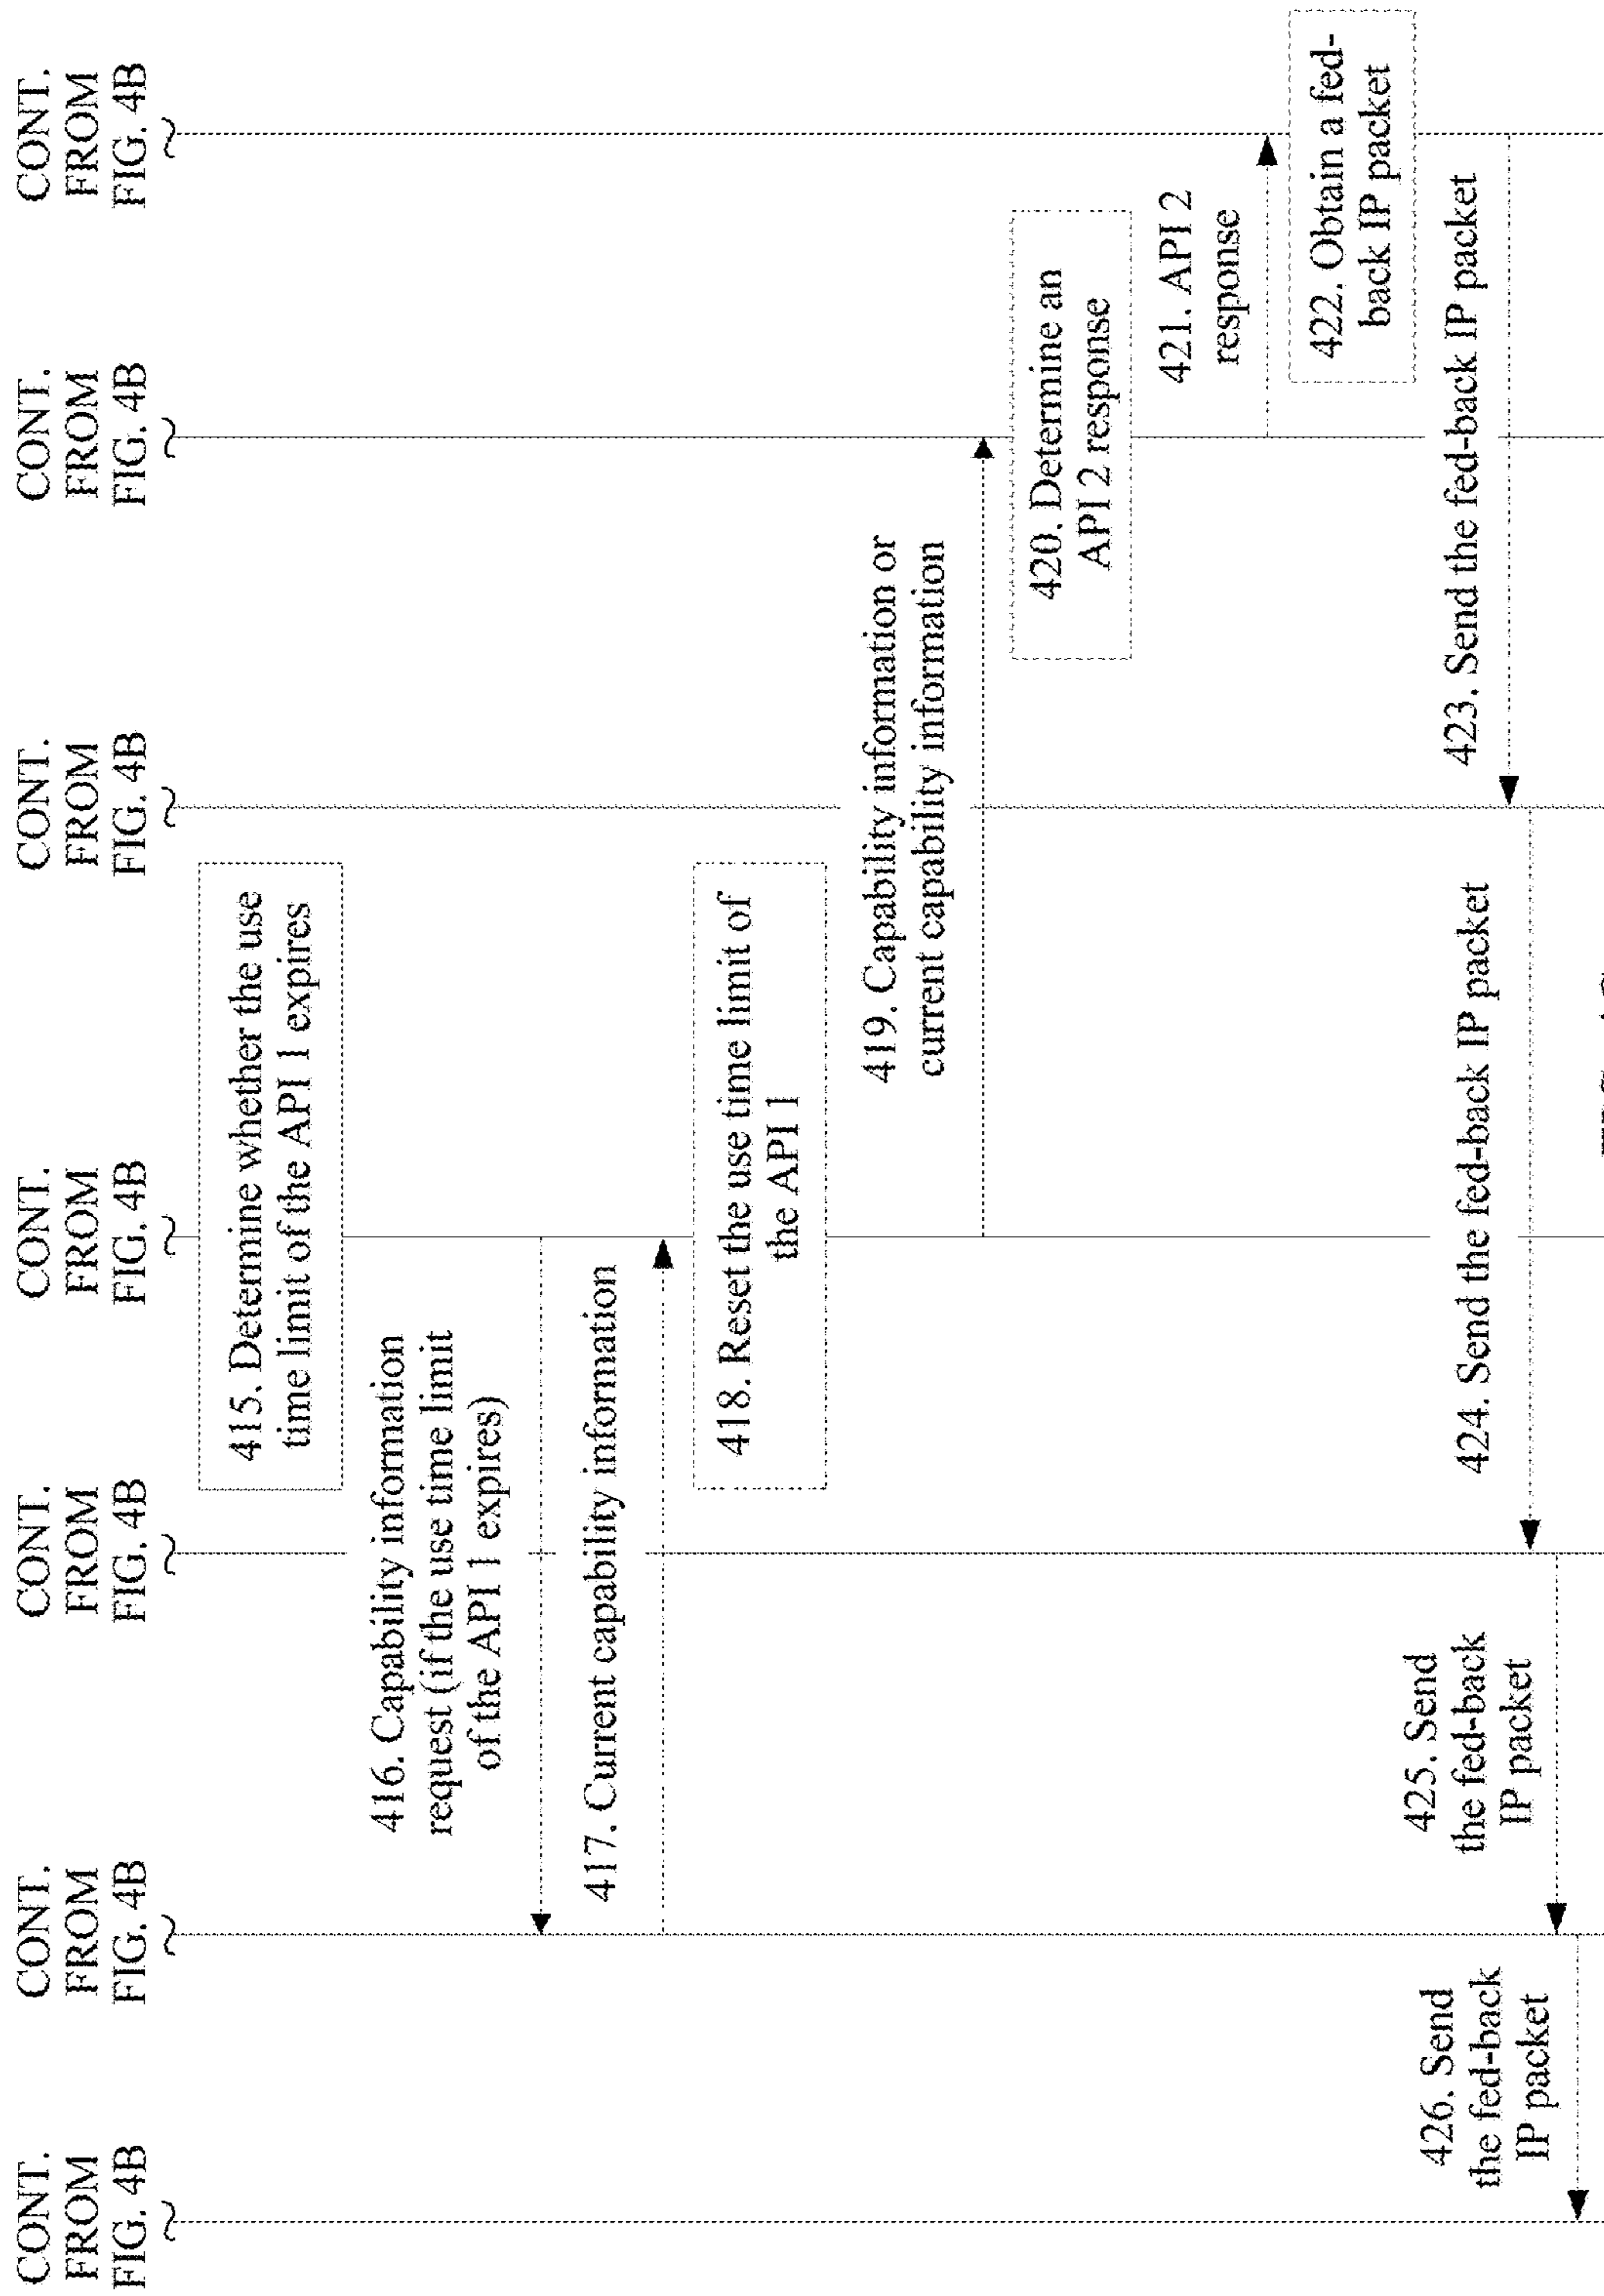 CONT.
FROM
FIG. 4B
CONT.
FROM
FIG. 4B
CONT.
FROM
FIG. 4B
CONT.
FROM
FIG. 4B
CONT.
FROM
FIG. 4B
CONT.
FROM
FIG. 4B
CONT.
FROM
FIG. 4B
415. Determine whether the use
time limit of the API 1 expires
416. Capability information
request (if the use time limit
of the API 1 expires)
417. Current capability information
418. Reset the use time limit of
the API 1
419. Capability information or
current capability information
420. Determine an
API 2 response
421. API 2
response
422. Obtain a fed-
back IP packet
423. Send the fed-back IP packet
424. Send the fed-back IP packet
425. Send
the fed-back
IP packet
426. Send
the fed-back
IP packet